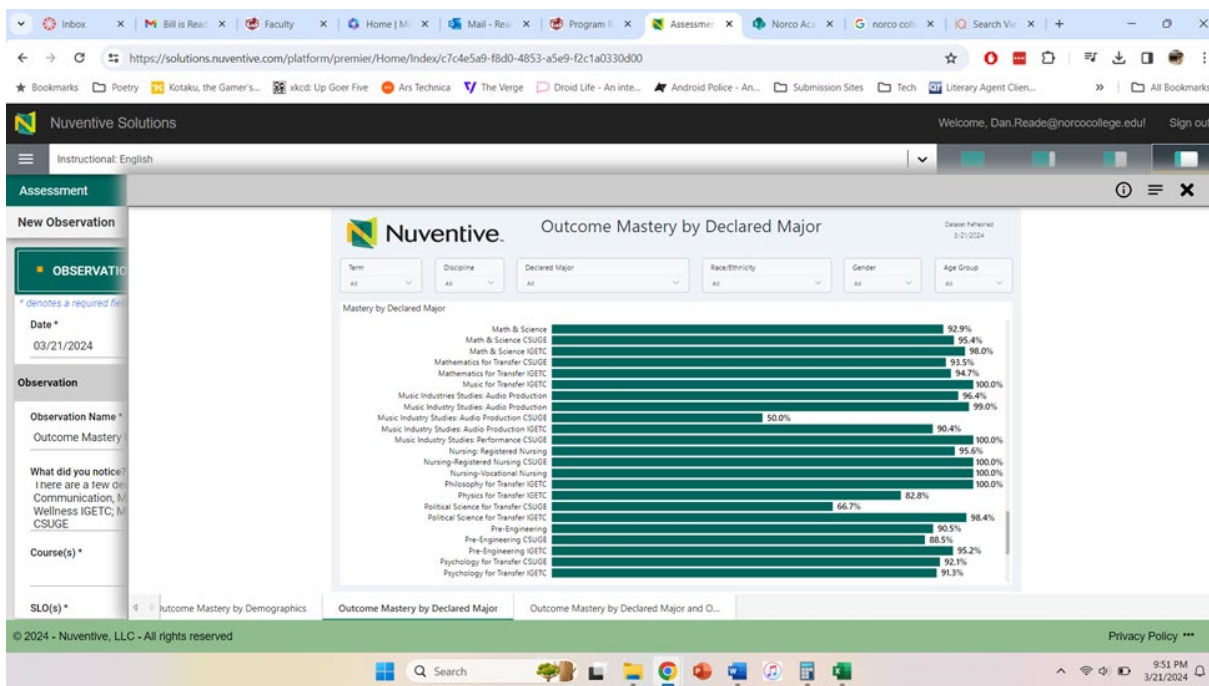 Inbox
Bill is Read
Faculty
Home | M
Mail - Rea
Program R
Assessmer
Norco Aca
norco coll
Search Vic
https://solutions.nuventive.com/platform/premier/Home/Index/c7c4e5a9-f8d0-4853-a5e9-f2c1a0330d00
Bookmarks
Poetry
Kotaku, the Gamer's...
xkcd: Up Goer Five
Ars Technica
The Verge
Droid Life - An inte...
Android Police - An...
Submission Sites
Tech
Literary Agent Clien...
»
All Bookmarks
Nuventive Solutions
Welcome, Dan.Reade@norcocollege.edu!
Sign out
Instructional: English
Assessment
New Observation
OBSERVATIO
* denotes a required fie
Date *
03/21/2024
Observation
Observation Name *
Outcome Mastery
What did you notice?
There are a few de
Communication, M
Wellness IGETC; M
CSUGE
Course(s) *
SLO(s) *
Nuventive.
Outcome Mastery by Declared Major
Dataset Refreshed
3/21/2024
Term
All
Discipline
All
Declared Major
All
Race/Ethnicity
All
Gender
All
Age Group
All
Mastery by Declared Major
Math & Science 92.9%
Math & Science CSUGE 95.4%
Math & Science IGETC 98.0%
Mathematics for Transfer CSUGE 93.5%
Mathematics for Transfer IGETC 94.7%
Music for Transfer IGETC 100.0%
Music Industries Studies: Audio Production 96.4%
Music Industry Studies: Audio Production 99.0%
Music Industry Studies: Audio Production CSUGE 50.0%
Music Industry Studies: Audio Production IGETC 90.4%
Music Industry Studies: Performance CSUGE 100.0%
Nursing: Registered Nursing 95.6%
Nursing-Registered Nursing CSUGE 100.0%
Nursing-Vocational Nursing 100.0%
Philosophy for Transfer IGETC 100.0%
Physics for Transfer IGETC 82.8%
Political Science for Transfer CSUGE 66.7%
Political Science for Transfer IGETC 98.4%
Pre-Engineering 90.5%
Pre-Engineering CSUGE 88.5%
Pre-Engineering IGETC 95.2%
Psychology for Transfer CSUGE 92.1%
Psychology for Transfer IGETC 91.3%
utcome Mastery by Demographics
Outcome Mastery by Declared Major
Outcome Mastery by Declared Major and O...
© 2024 - Nuventive, LLC - All rights reserved
Privacy Policy
Search
9:51 PM
3/21/2024